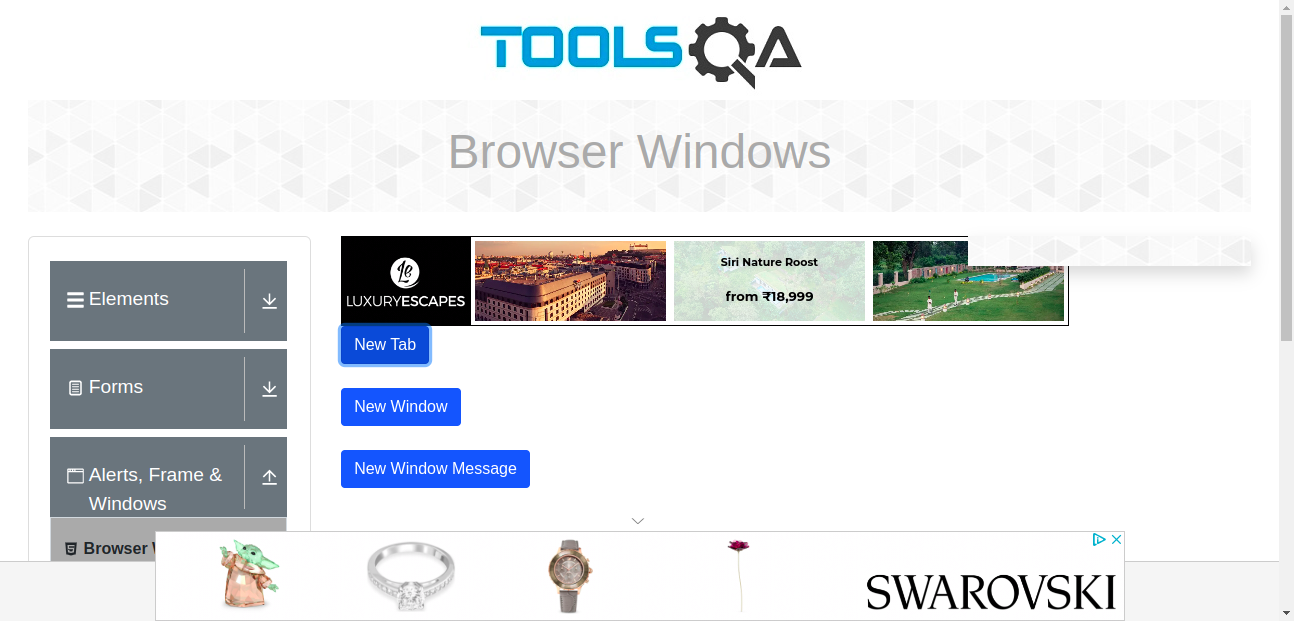 TOOLSQA
Browser Windows
Elements
Forms
Alerts, Frame &
Windows
Browser
LUXURYESCAPES
Siri Nature Roost
from ₹18,999
New Tab
New Window
New Window Message
SWAROVSKI